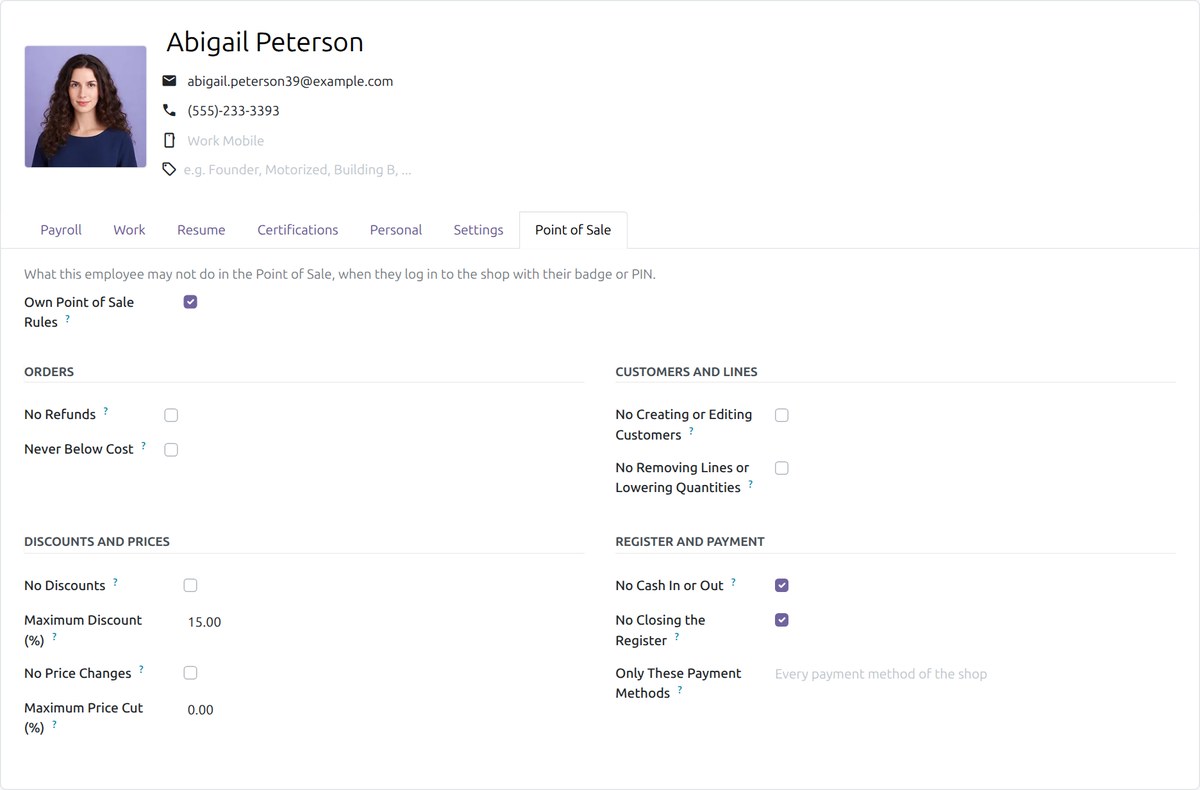 Abigail Peterson
abigail.peterson39@example.com
(555)-233-3393
Work Mobile
e.g. Founder, Motorized, Building B, ...
Payroll Work Resume Certifications Personal Settings Point of Sale
What this employee may not do in the Point of Sale, when they log in to the shop with their badge or PIN.
Own Point of Sale
Rules ?
ORDERS
No Refunds ?
Never Below Cost ?
CUSTOMERS AND LINES
No Creating or Editing
Customers ?
No Removing Lines or
Lowering Quantities ?
DISCOUNTS AND PRICES
No Discounts ?
Maximum Discount
(%) ?
15.00
No Price Changes ?
Maximum Price Cut
(%) ?
0.00
REGISTER AND PAYMENT
No Cash In or Out ?
No Closing the
Register ?
Only These Payment
Methods ?
Every payment method of the shop